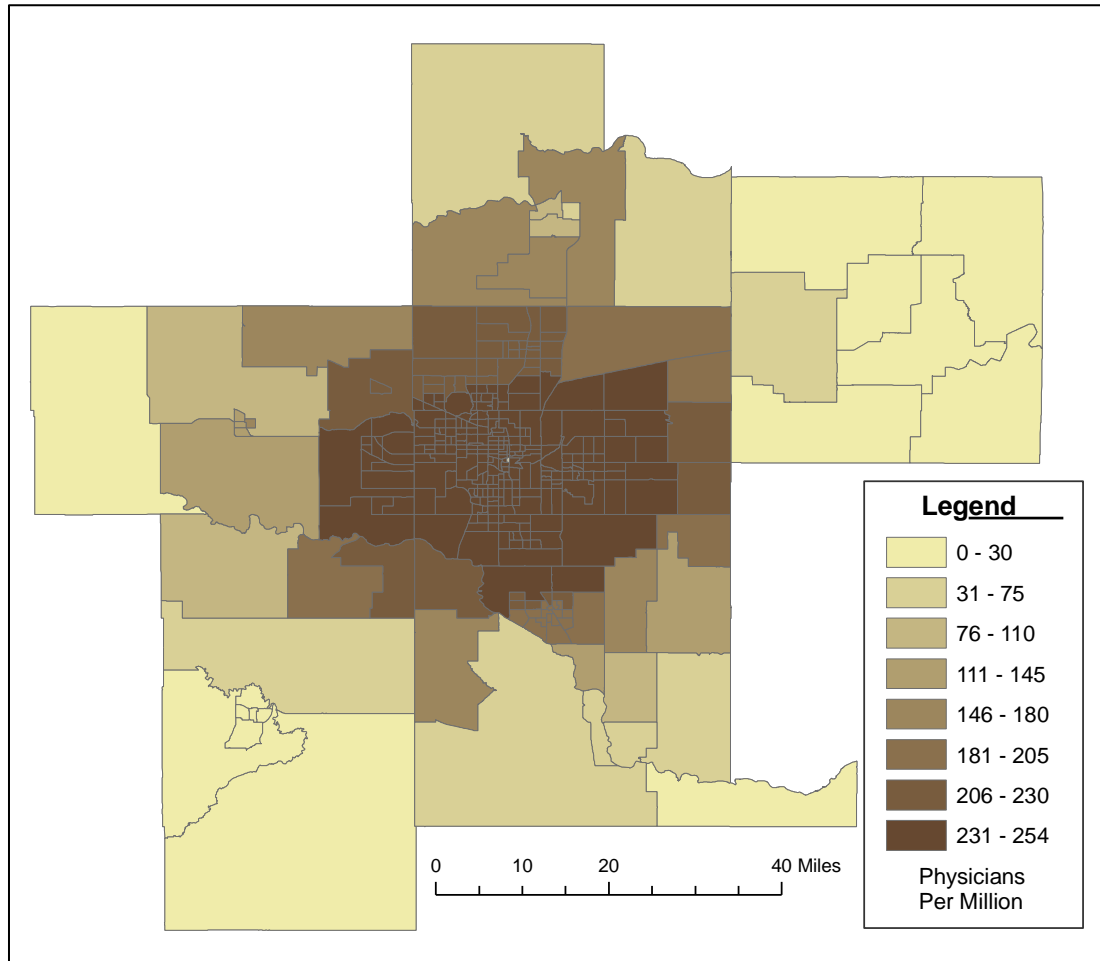 Legend
0 - 30
31 - 75
76 - 110
111 - 145
146 - 180
181 - 205
206 - 230
231 - 254
Physicians
Per Million
0 10 20 40 Miles